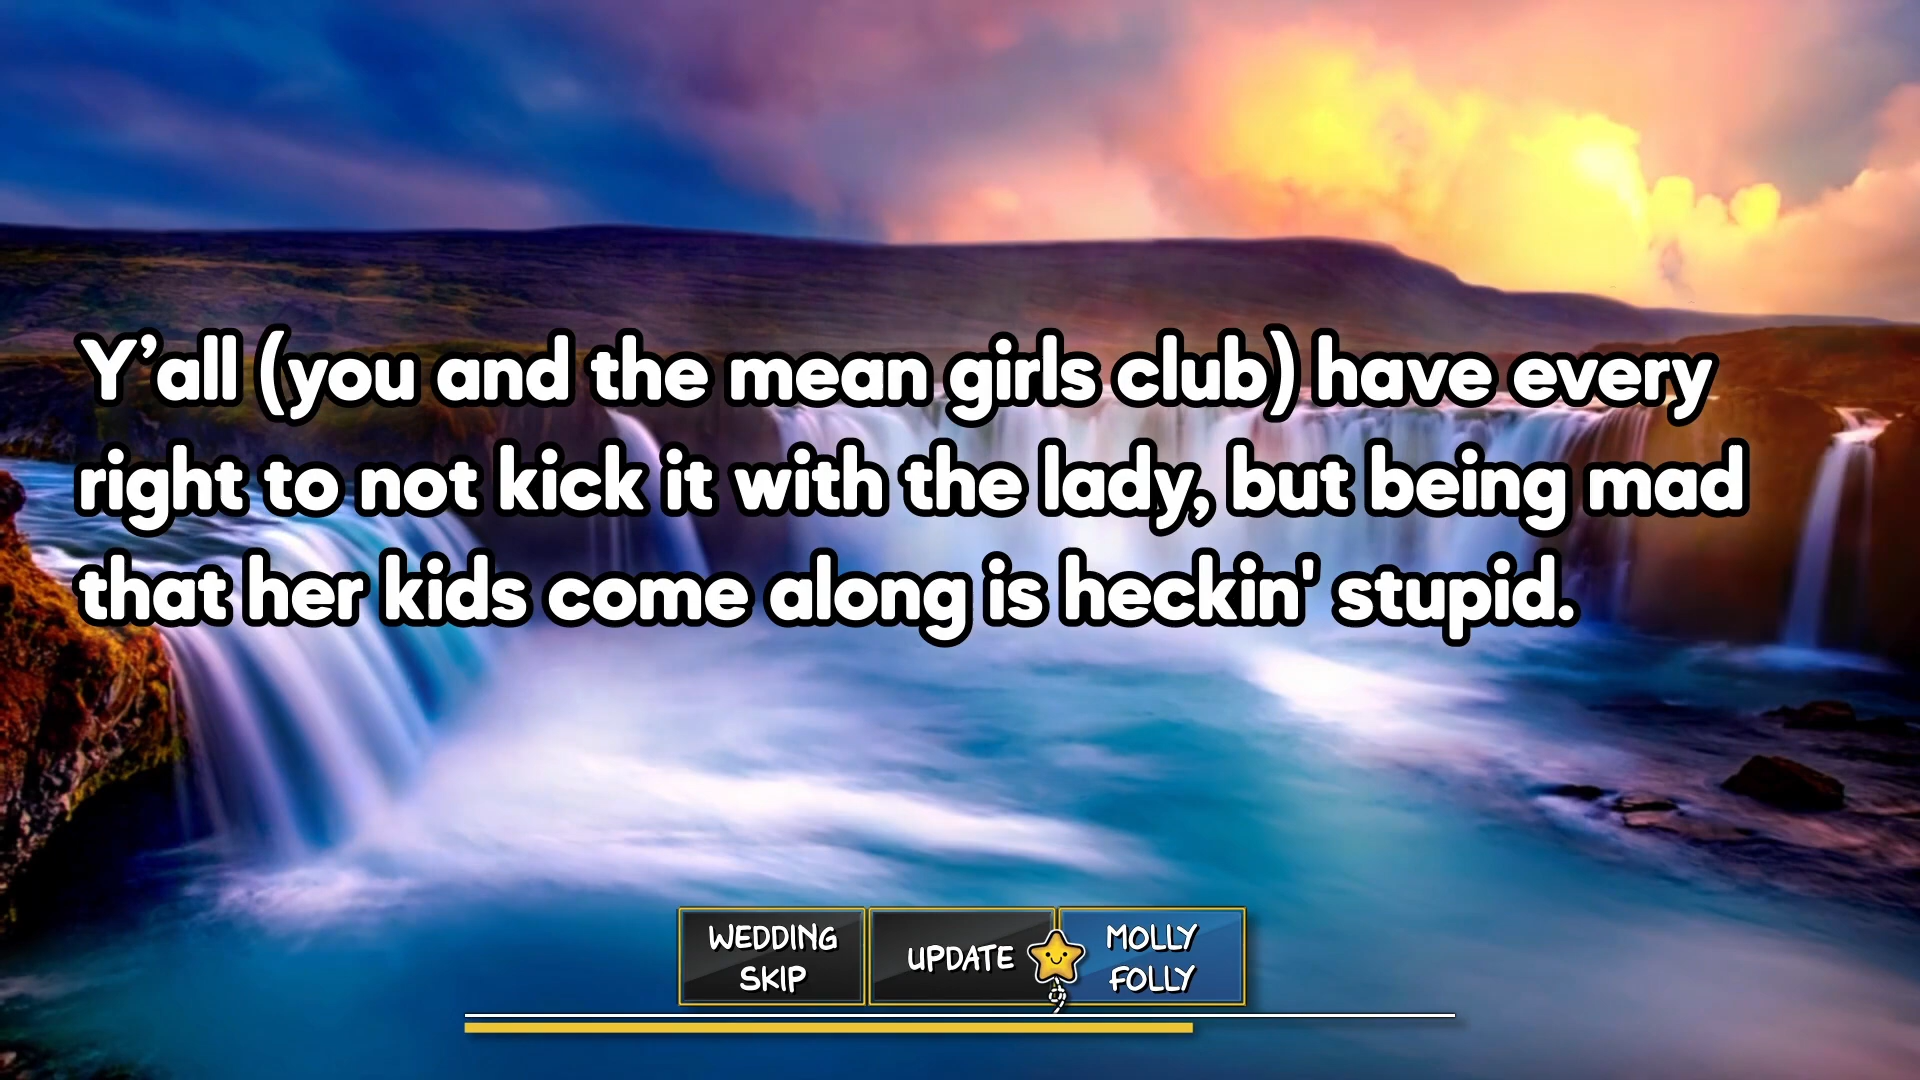 Y’all (you and the mean girls club) have every
right to not kick it with the lady, but being mad
that her kids come along is heckin' stupid.
WEDDING
SKIP
UPDATE
MOLLY
FOLLY